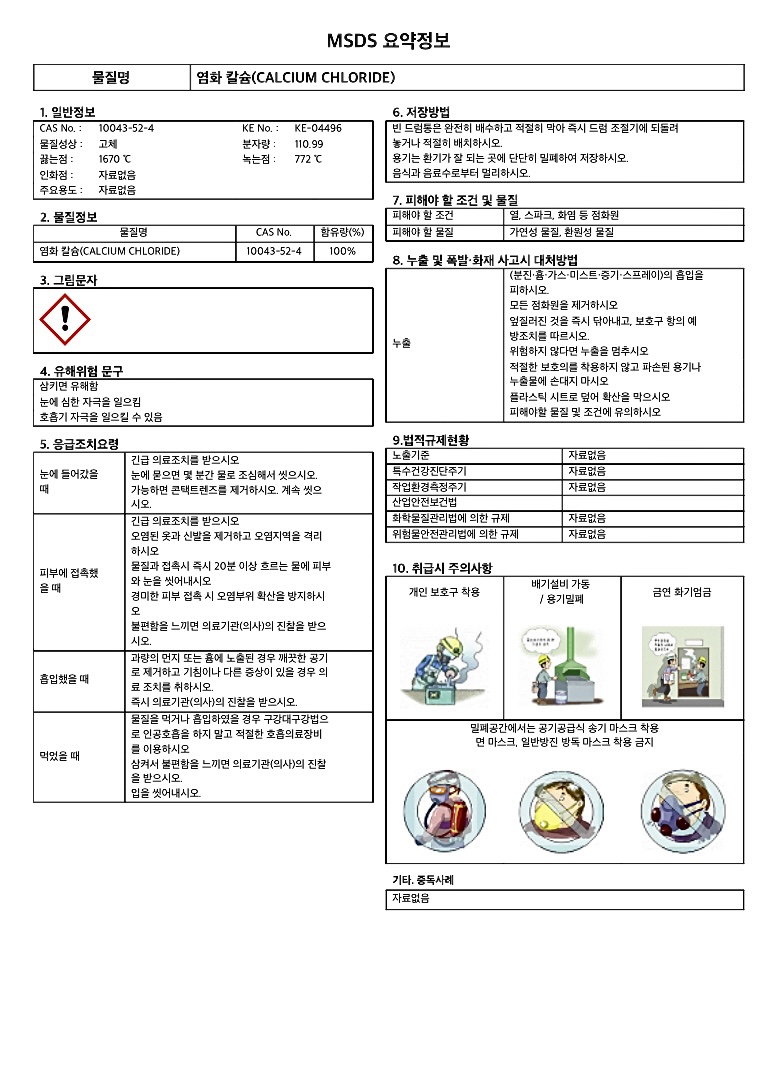 MSDS 요약정보
물질명 염화 칼슘(CALCIUM CHLORIDE)
1. 일반정보
CAS No. : 10043-52-4 KE No. : KE-04496
물질성상 : 고체 분자량 : 110.99
끓는점 : 1670 ℃ 녹는점 : 772 ℃
인화점 : 자료없음
주요용도 : 자료없음
2. 물질정보
물질명 CAS No. 함유량(%)
염화 칼슘(CALCIUM CHLORIDE) 10043-52-4 100%
3. 그림문자
4. 유해위험 문구
삼키면 유해함
눈에 심한 자극을 일으킴
호흡기 자극을 일으킬 수 있음
5. 응급조치요령
눈에 들어갔을
때
긴급 의료조치를 받으시오
눈에 묻으면 몇 분간 물로 조심해서 씻으시오.
가능하면 콘택트렌즈를 제거하시오. 계속 씻으
시오.
피부에 접촉했
을 때
긴급 의료조치를 받으시오
오염된 옷과 신발을 제거하고 오염지역을 격리
하시오
물질과 접촉시 즉시 20분 이상 흐르는 물에 피부
와 눈을 씻어내시오
경미한 피부 접촉 시 오염부위 확산을 방지하시
오
불편함을 느끼면 의료기관(의사)의 진찰을 받으
시오.
흡입했을 때
과량의 먼지 또는 흄에 노출된 경우 깨끗한 공기
로 제거하고 기침이나 다른 증상이 있을 경우 의
료 조치를 취하시오.
즉시 의료기관(의사)의 진찰을 받으시오.
먹었을 때
물질을 먹거나 흡입하였을 경우 구강대구강법으
로 인공호흡을 하지 말고 적절한 호흡의료장비
를 이용하시오
삼켜서 불편함을 느끼면 의료기관(의사)의 진찰
을 받으시오.
입을 씻어내시오.
6. 저장방법
빈 드럼통은 완전히 배수하고 적절히 막아 즉시 드럼 조절기에 되돌려
놓거나 적절히 배치하시오.
용기는 환기가 잘 되는 곳에 단단히 밀폐하여 저장하시오.
음식과 음료수로부터 멀리하시오.
7. 피해야 할 조건 및 물질
피해야 할 조건 열, 스파크, 화염 등 점화원
피해야 할 물질 가연성 물질, 환원성 물질
8. 누출 및 폭발·화재 사고시 대처방법
누출
(분진·흄·가스·미스트·증기·스프레이)의 흡입을
피하시오.
모든 점화원을 제거하시오
엎질러진 것을 즉시 닦아내고, 보호구 항의 예
방조치를 따르시오.
위험하지 않다면 누출을 멈추시오
적절한 보호의를 착용하지 않고 파손된 용기나
누출물에 손대지 마시오
플라스틱 시트로 덮어 확산을 막으시오
피해야할 물질 및 조건에 유의하시오
9.법적규제현황
노출기준 자료없음
특수건강진단주기 자료없음
작업환경측정주기 자료없음
산업안전보건법
화학물질관리법에 의한 규제 자료없음
위험물안전관리법에 의한 규제 자료없음
10. 취급시 주의사항
개인 보호구 착용
배기설비 가동
/ 용기밀폐
금연 화기엄금
밀폐공간에서는 공기공급식 송기 마스크 착용
면 마스크, 일반방진 방독 마스크 착용 금지
기타. 중독사례
자료없음